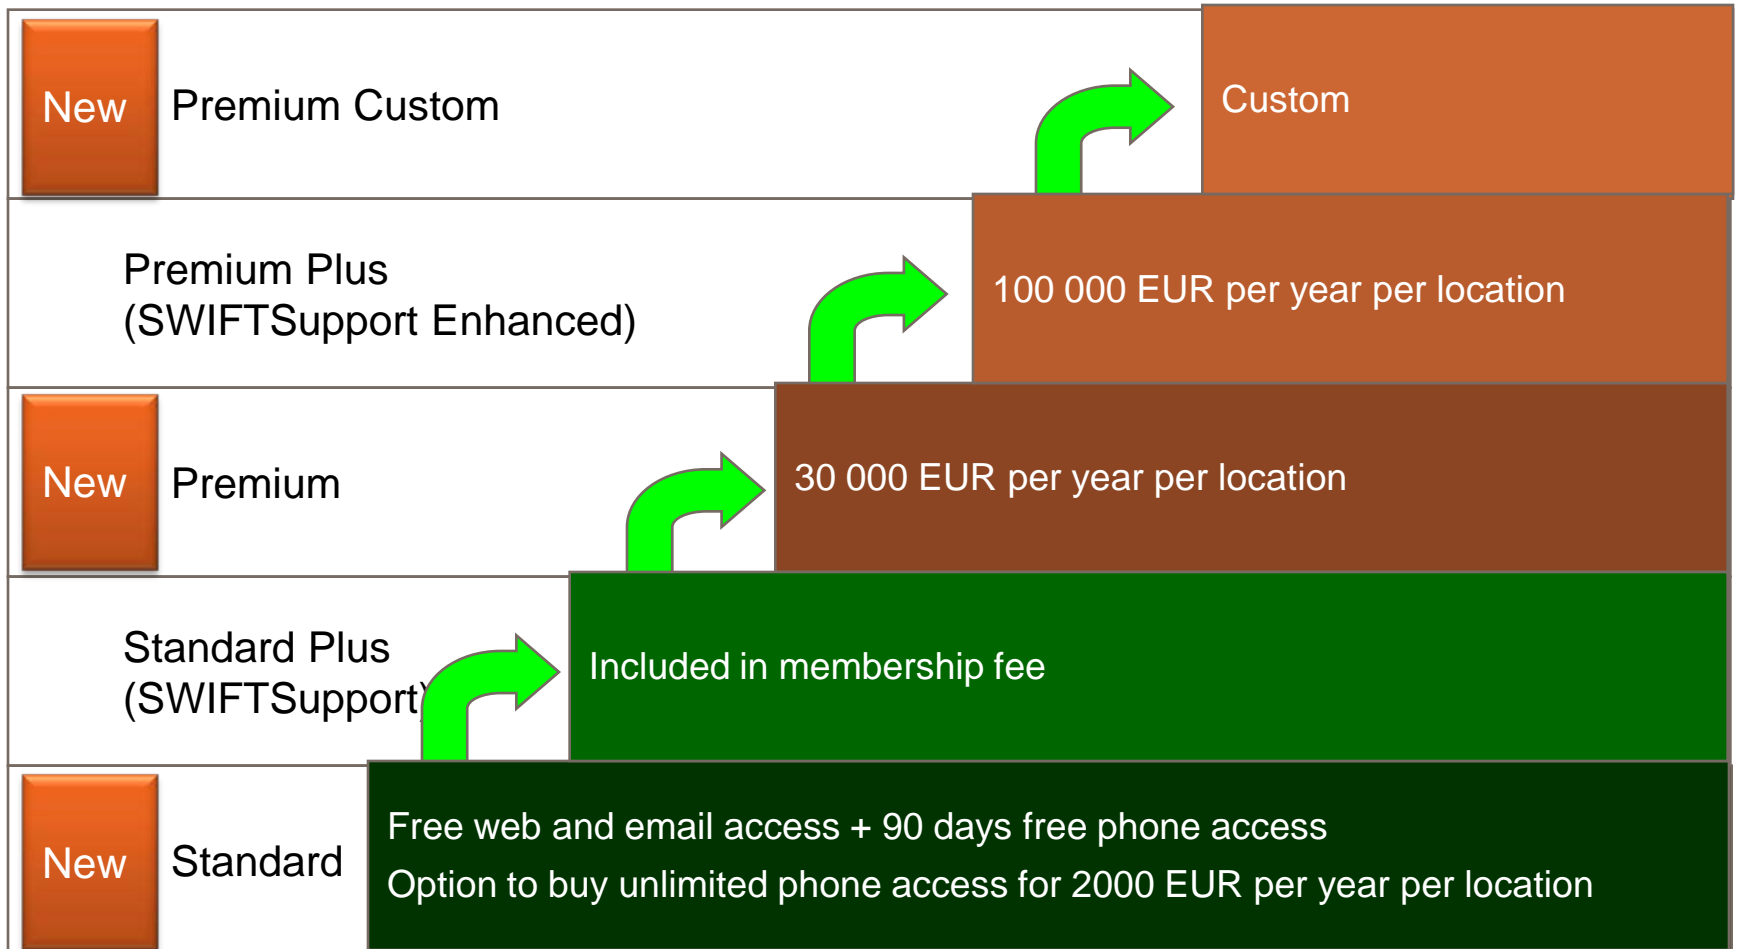 New
Premium Custom
Custom
Premium Plus
(SWIFTSupport Enhanced)
100 000 EUR per year per location
New
Premium
30 000 EUR per year per location
Standard Plus
(SWIFTSupport)
Included in membership fee
New
Standard
Free web and email access + 90 days free phone access
Option to buy unlimited phone access for 2000 EUR per year per location